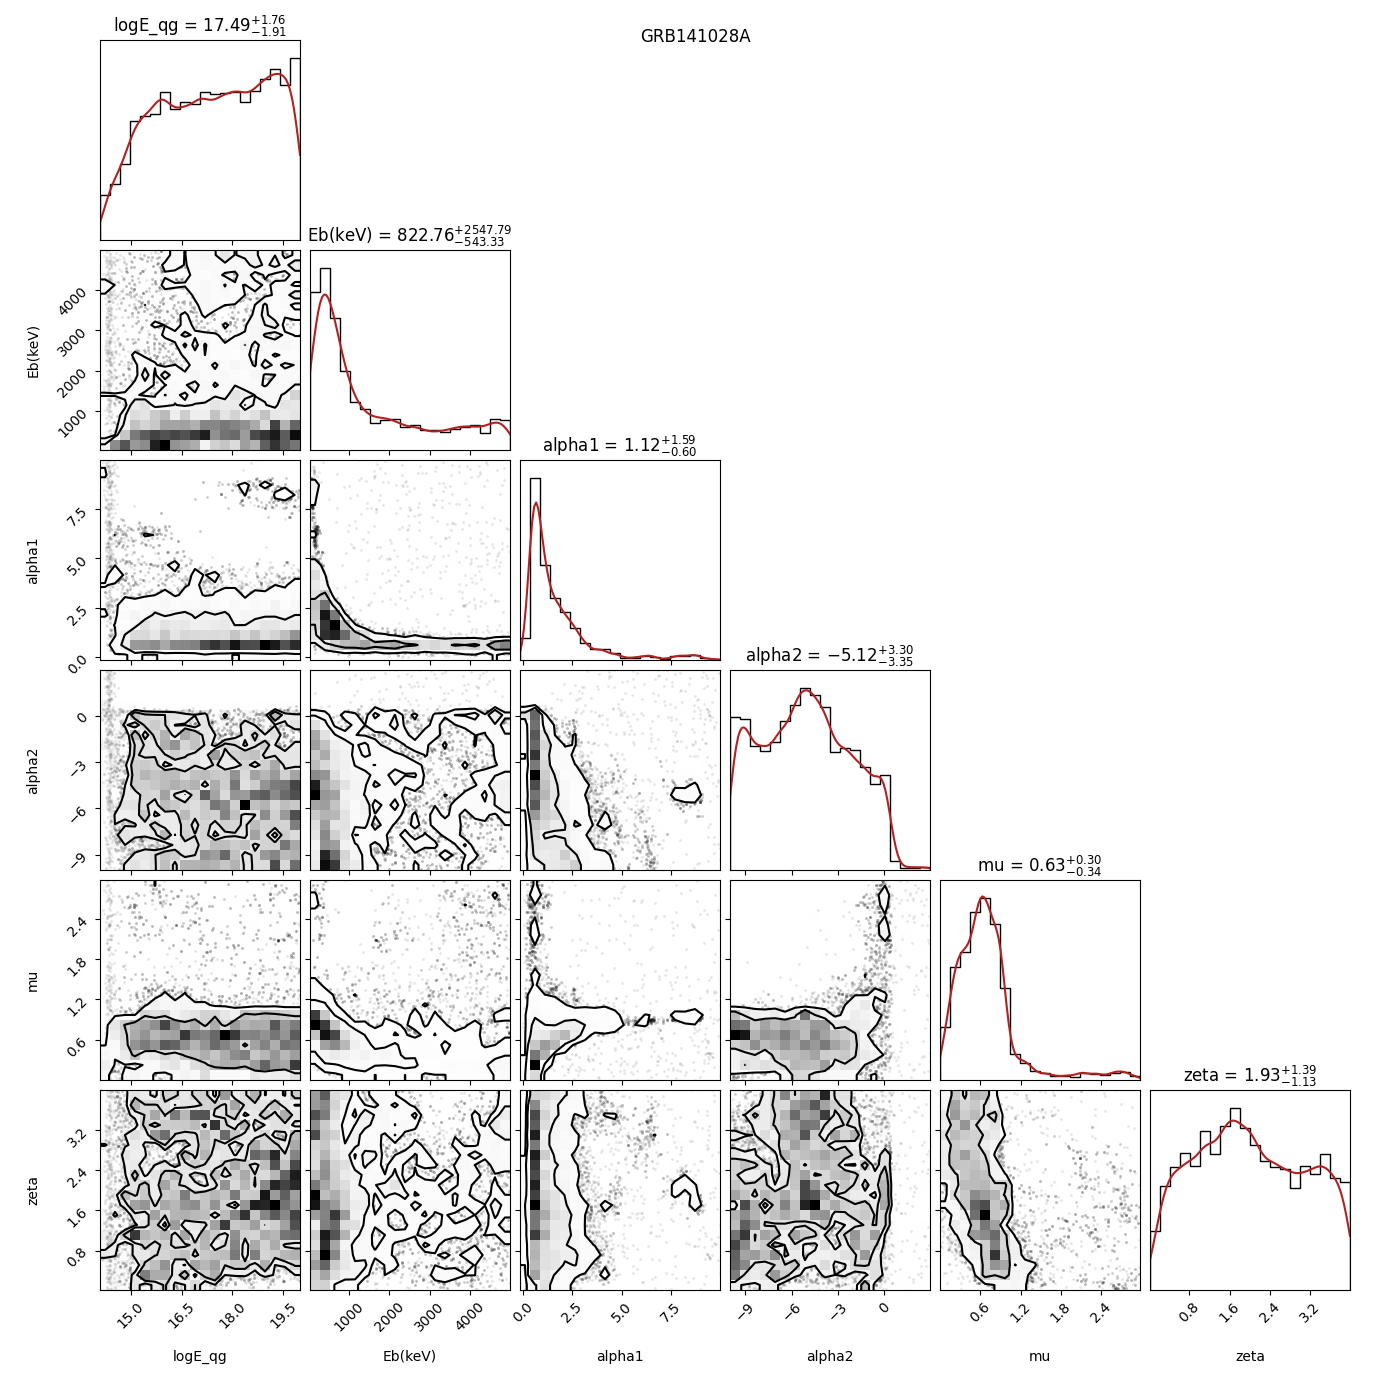 logE_qg = 17.49 +1.76 −1.91
GRB141028A
Eb(keV) = 822.76 +2547.79 −543.33
4000
3000
2000
1000
Eb(keV)
alpha1 = 1.12 +1.59 −0.60
7.5
5.0
2.5
0.0
alpha1
alpha2 = −5.12 +3.30 −3.35
0
−3
−6
−9
alpha2
mu = 0.63 +0.30 −0.34
2.4
1.8
1.2
0.6
mu
zeta = 1.93 +1.39 −1.13
3.2
2.4
1.6
0.8
zeta
15.0 16.5 18.0 19.5 1000 2000 3000 4000 0.0 2.5 5.0 7.5 −9 −6 −3 0 0.6 1.2 1.8 2.4 0.8 1.6 2.4 3.2
logE_qg Eb(keV) alpha1 alpha2 mu zeta